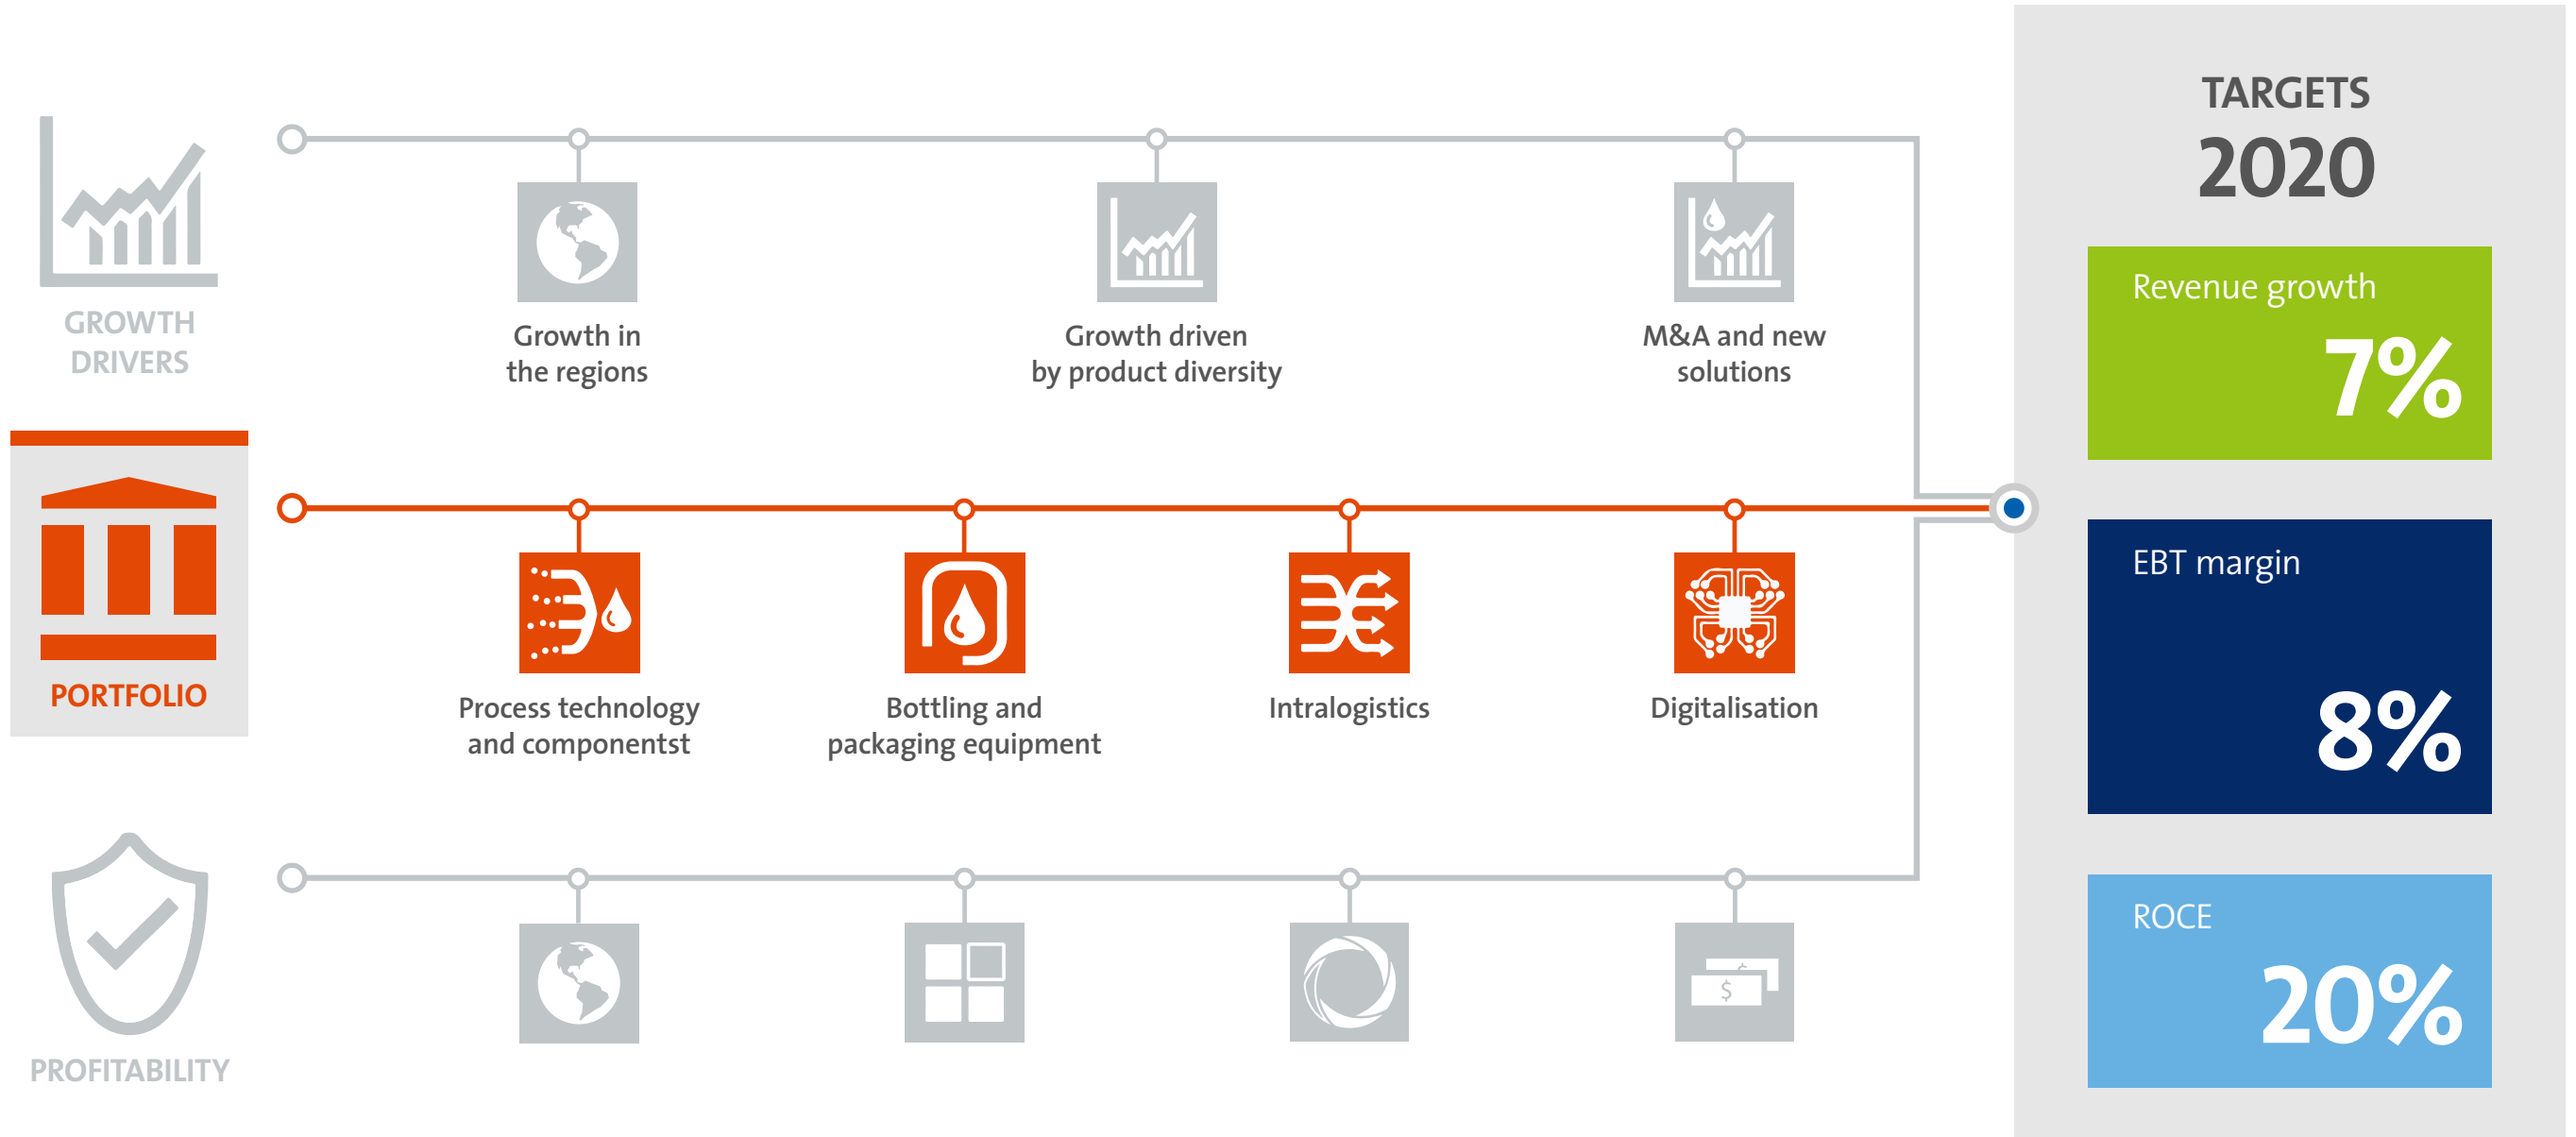 TARGETS
2020
GROWTH
DRIVERS
Growth in
the regions
Growth driven
by product diversity
M&A and new
solutions
Revenue growth
7%
PORTFOLIO
Process technology
and componentst
Bottling and
packaging equipment
Intralogistics
Digitalisation
EBT margin
8%
PROFITABILITY
$
ROCE
20%